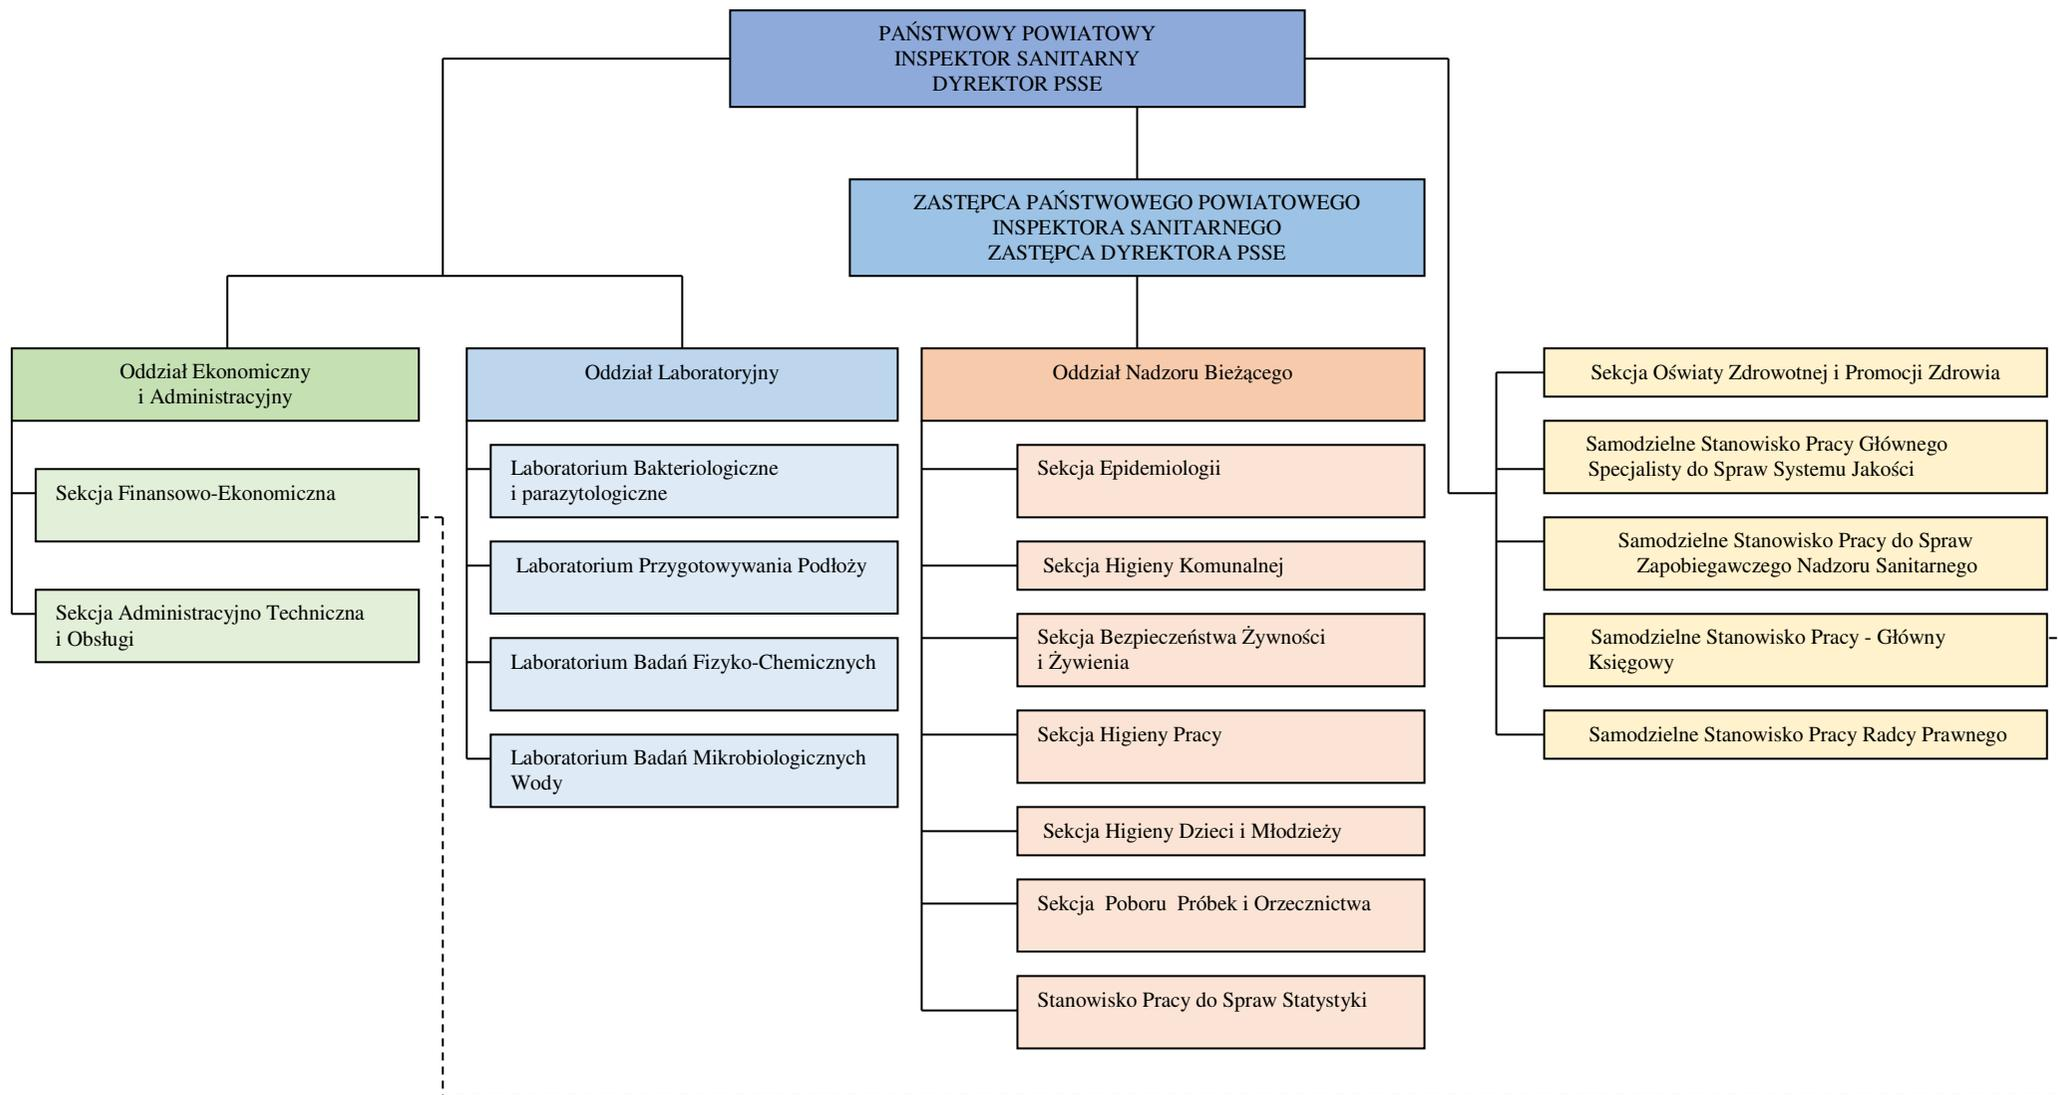 PAŃSTWOWY POWIATOWY
INSPEKTOR SANITARNY
DYREKTOR PSSE
ZASTĘPCA PAŃSTWOWEGO POWIATOWEGO
INSPEKTORA SANITARNEGO
ZASTĘPCA DYREKTORA PSSE
Oddział Ekonomiczny
i Administracyjny
Sekcja Finansowo-Ekonomiczna
Sekcja Administracyjno Techniczna
i Obsługi
Oddział Laboratoryjny
Laboratorium Bakteriologiczne
i parazytologiczne
Laboratorium Przygotowywania Podłoży
Laboratorium Badań Fizyko-Chemicznych
Laboratorium Badań Mikrobiologicznych
Wody
Oddział Nadzoru Bieżącego
Sekcja Epidemiologii
Sekcja Higieny Komunalnej
Sekcja Bezpieczeństwa Żywności
i Żywienia
Sekcja Higieny Pracy
Sekcja Higieny Dzieci i Młodzieży
Sekcja Poboru Próbek i Orzecznictwa
Stanowisko Pracy do Spraw Statystyki
Sekcja Oświaty Zdrowotnej i Promocji Zdrowia
Samodzielne Stanowisko Pracy Głównego
Specjalisty do Spraw Systemu Jakości
Samodzielne Stanowisko Pracy do Spraw
Zapobiegawczego Nadzoru Sanitarnego
Samodzielne Stanowisko Pracy - Główny
Księgowy
Samodzielne Stanowisko Pracy Radcy Prawnego